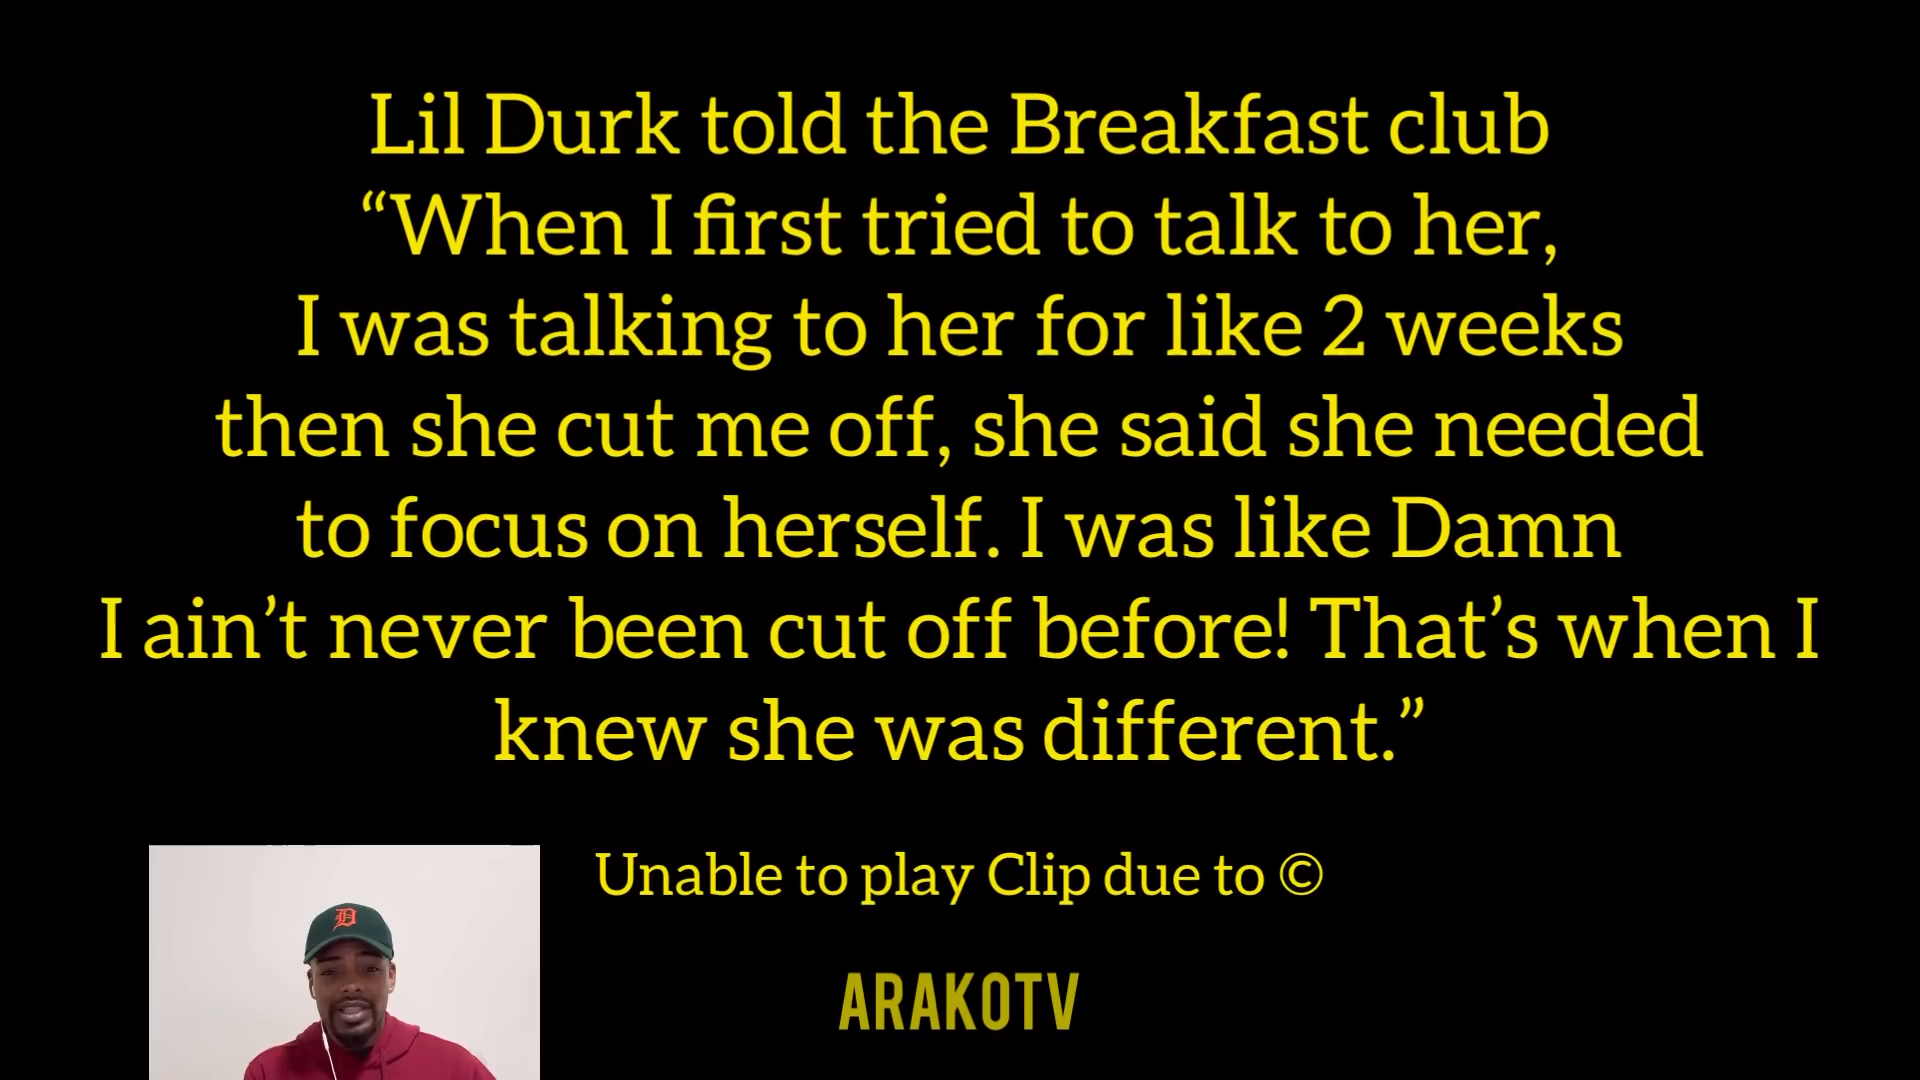 Lil Durk told the Breakfast club
“When I first tried to talk to her,
I was talking to her for like 2 weeks
then she cut me off, she said she needed
to focus on herself. I was like Damn
I ain’t never been cut off before! That’s when I
knew she was different.”
Unable to play Clip due to ©
D
ARAKOTV